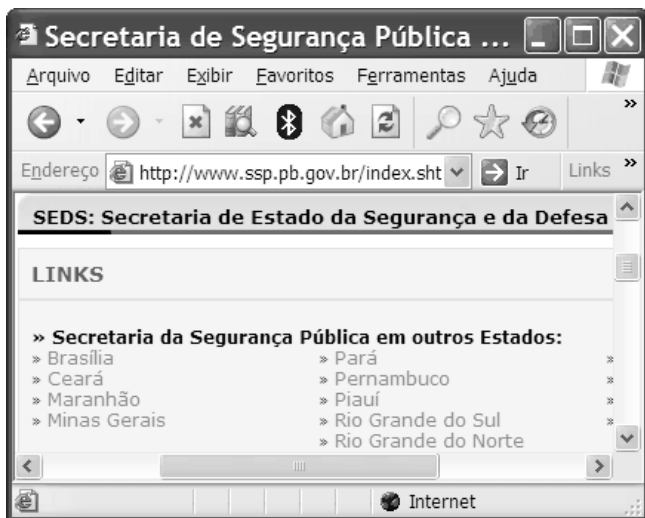 Secretaria de Segurança Pública ...
Arquivo Editar Exibir Favoritos Ferramentas Ajuda
»
Endereço http://www.ssp.pb.gov.br/index.sht Ir Links »
SEDS: Secretaria de Estado da Segurança e da Defesa
LINKS
» Secretaria da Segurança Pública em outros Estados:
» Brasília » Pará »
» Ceará » Pernambuco »
» Maranhão » Piauí »
» Minas Gerais » Rio Grande do Sul »
» Rio Grande do Norte
Internet